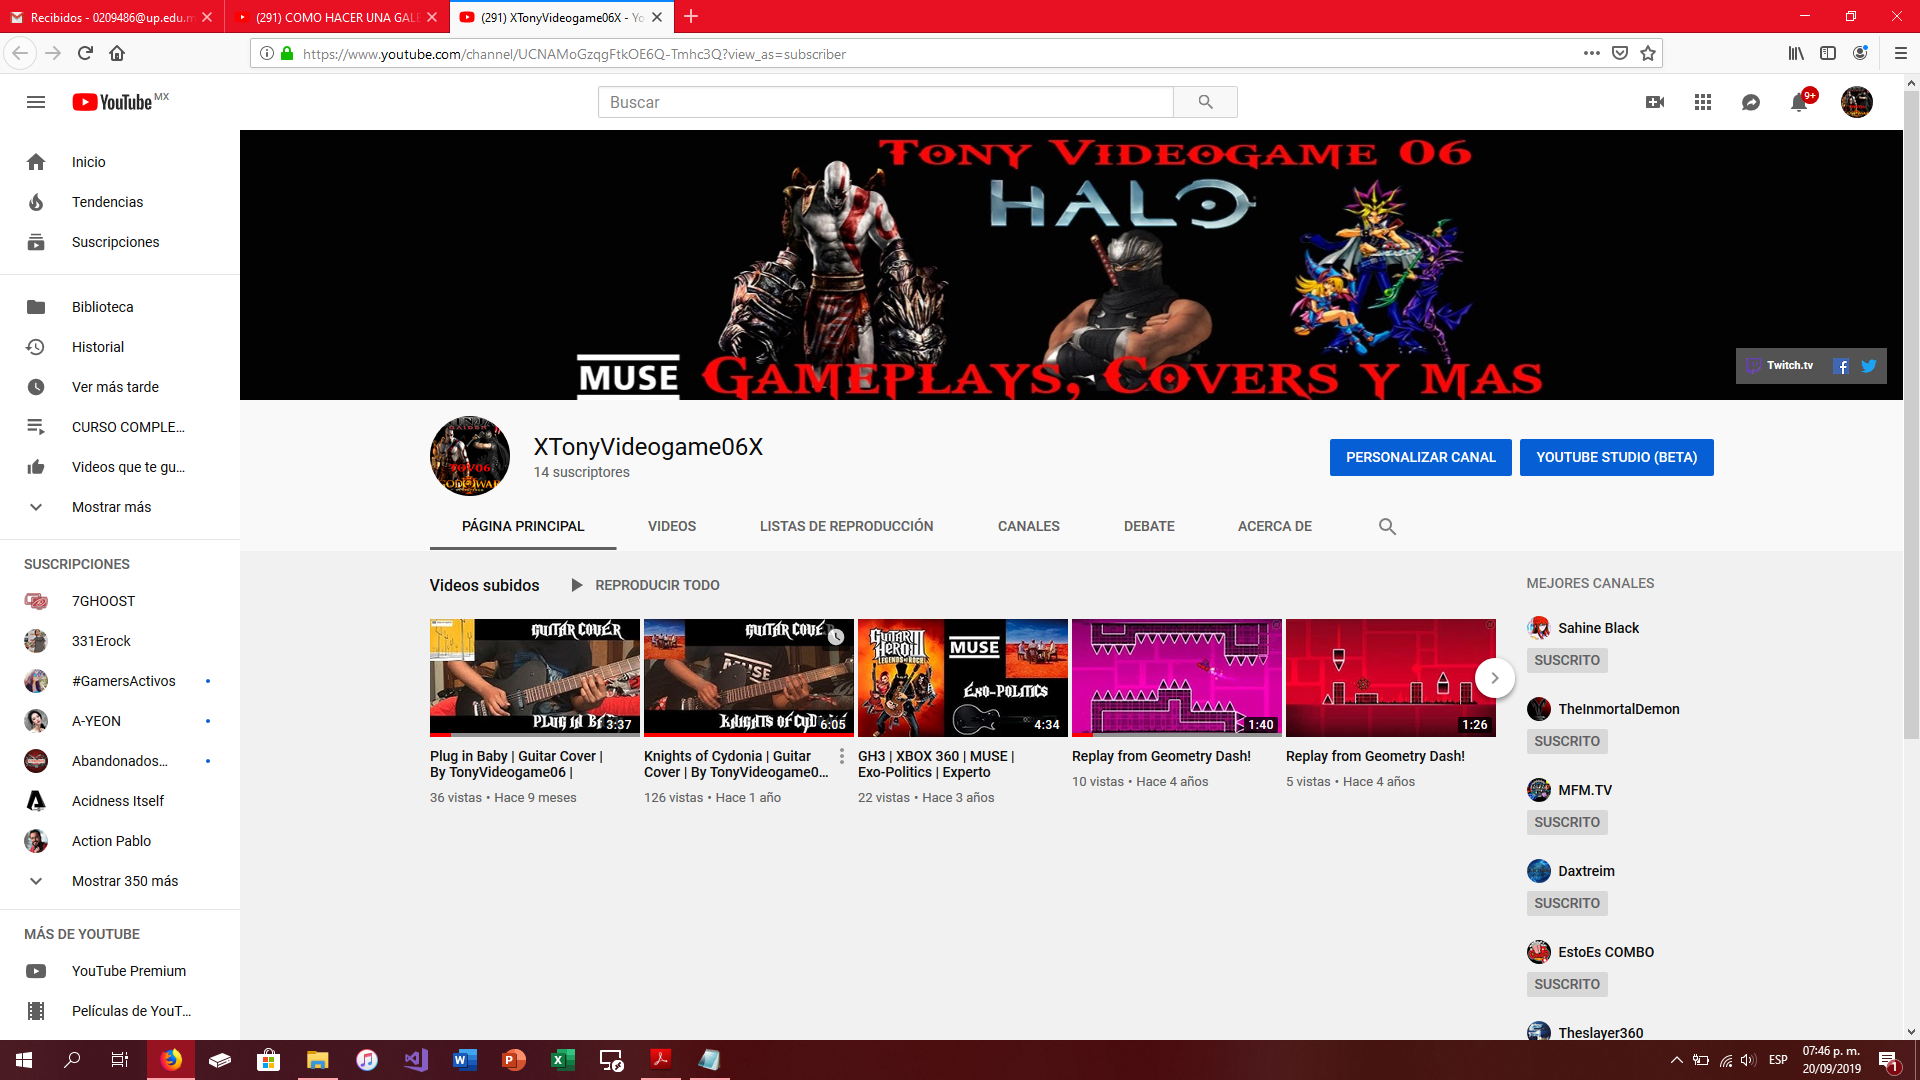 Recibidos - 0209486@up.edu.m
(291) COMO HACER UNA GALE
(291) XTonyVideogame06X - Yo
https://www.youtube.com/channel/UCNAMoGzqgFtkOE6Q-Tmhc3Q?view_as=subscriber
YouTube MX
Buscar
9+
Inicio
Tendencias
Suscripciones
Biblioteca
Historial
Ver más tarde
CURSO COMPLE...
Videos que te gu...
Mostrar más
SUSCRIPCIONES
7GHOOST
331Erock
#GamersActivos
A-YEON
Abandonados...
Acidness Itself
Action Pablo
Mostrar 350 más
MÁS DE YOUTUBE
YouTube Premium
Películas de YouT...
Tony Videogame 06
HALO
MUSE
Gameplays, Covers y mas
Twitch.tv
TGV06
GOD OF WAR
XTonyVideogame06X
14 suscriptores
PERSONALIZAR CANAL
YOUTUBE STUDIO (BETA)
PÁGINA PRINCIPAL
VIDEOS
LISTAS DE REPRODUCCIÓN
CANALES
DEBATE
ACERCA DE
Videos subidos
REPRODUCIR TODO
GUITAR COVER
PLUG IN BA
3:37
Plug in Baby | Guitar Cover |
By TonyVideogame06 |
36 vistas • Hace 9 meses
GUITAR COVE
MUSE
KNIGHTS OF CYD
6:05
Knights of Cydonia | Guitar
Cover | By TonyVideogame0...
126 vistas • Hace 1 año
GUITAR HERO III
LEGENDS OF ROCK
MUSE
EXO-POLITICS
4:34
GH3 | XBOX 360 | MUSE |
Exo-Politics | Experto
22 vistas • Hace 3 años
1:40
Replay from Geometry Dash!
10 vistas • Hace 4 años
1:26
Replay from Geometry Dash!
5 vistas • Hace 4 años
MEJORES CANALES
Sahine Black
SUSCRITO
TheInmortalDemon
SUSCRITO
MFM.TV
SUSCRITO
Daxtreim
SUSCRITO
EstoEs COMBO
SUSCRITO
Theslayer360
ESP
07:46 p. m.
20/09/2019
1